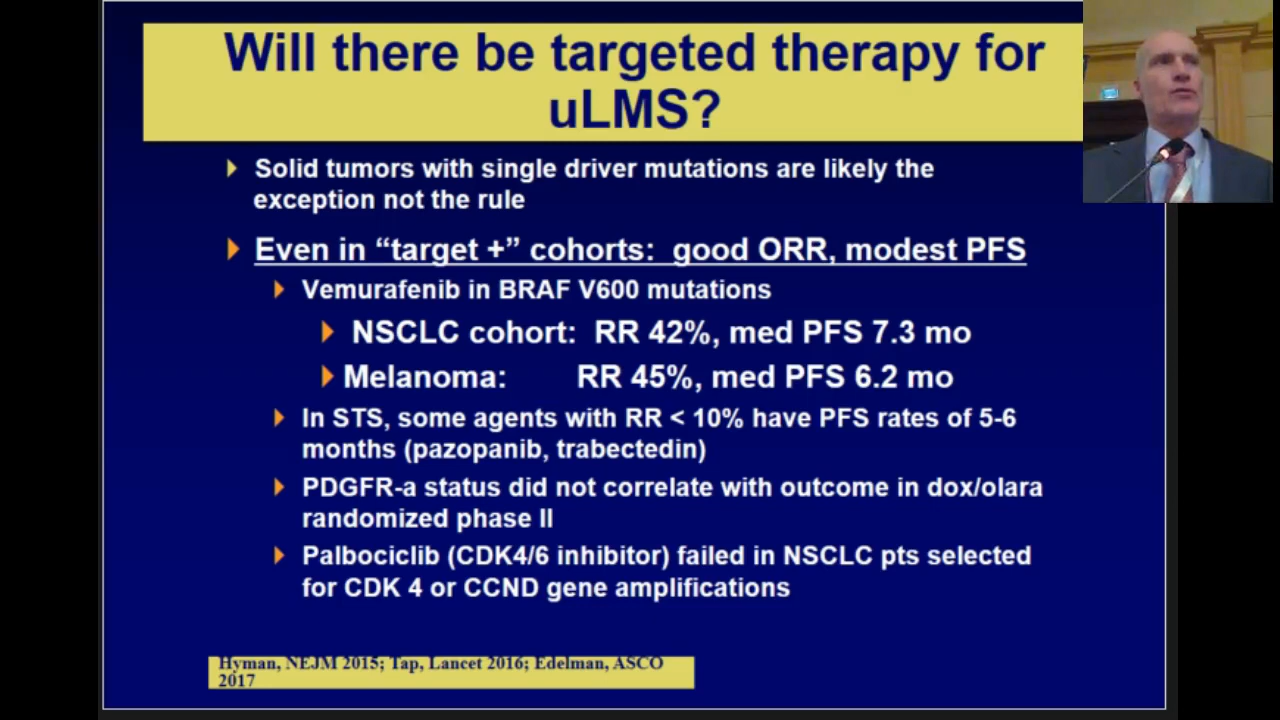 Will there be targeted therapy for
uLMS?
Solid tumors with single driver mutations are likely the
exception not the rule
Even in “target +” cohorts: good ORR, modest PFS
Vemurafenib in BRAF V600 mutations
NSCLC cohort: RR 42%, med PFS 7.3 mo
Melanoma: RR 45%, med PFS 6.2 mo
In STS, some agents with RR < 10% have PFS rates of 5-6
months (pazopanib, trabectedin)
PDGFR-a status did not correlate with outcome in dox/olara
randomized phase II
Palbociclib (CDK4/6 inhibitor) failed in NSCLC pts selected
for CDK 4 or CCND gene amplifications
Hyman, NEJM 2015; Tap, Lancet 2016; Edelman, ASCO
2017